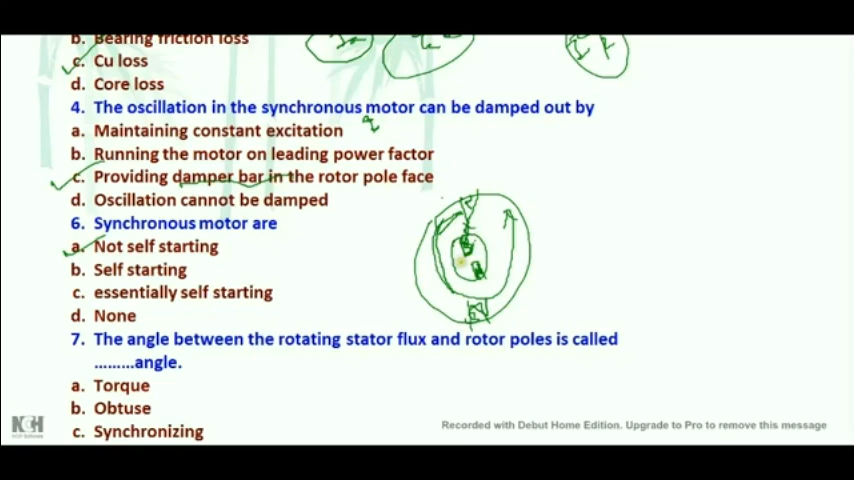 b. Bearing friction loss
c. Cu loss
d. Core loss
4. The oscillation in the synchronous motor can be damped out by
a. Maintaining constant excitation
b. Running the motor on leading power factor
c. Providing damper bar in the rotor pole face
d. Oscillation cannot be damped
6. Synchronous motor are
a. Not self starting
b. Self starting
c. essentially self starting
d. None
7. The angle between the rotating stator flux and rotor poles is called
.........angle.
a. Torque
b. Obtuse
c. Synchronizing
NCH
Recorded with Debut Home Edition. Upgrade to Pro to remove this message